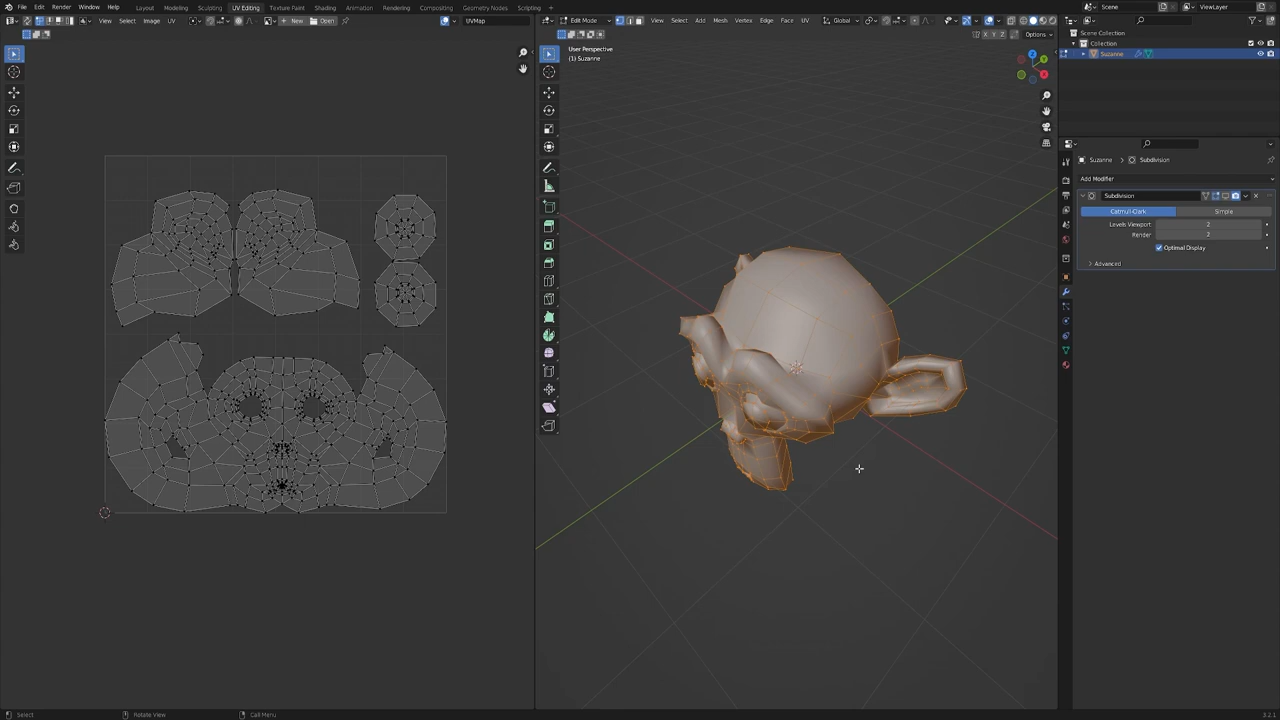 File Edit Render Window Help Layout Modeling Sculpting UV Editing Texture Paint Shading Animation Rendering Compositing Geometry Nodes Scripting Scene ViewLayer
View Select Image UV New Open UVMap Edit Mode View Select Add Mesh Vertex Edge Face UV Global
X Y Z Options
Scene Collection
Collection
Suzanne
User Perspective
(1) Suzanne
Z
Y
X
Suzanne > Subdivision
Add Modifier
Subdivision
Catmull-Clark Simple
Levels Viewport 2
Render
Optimal Display
Advanced
Select Rotate View Call Menu 3.2.1